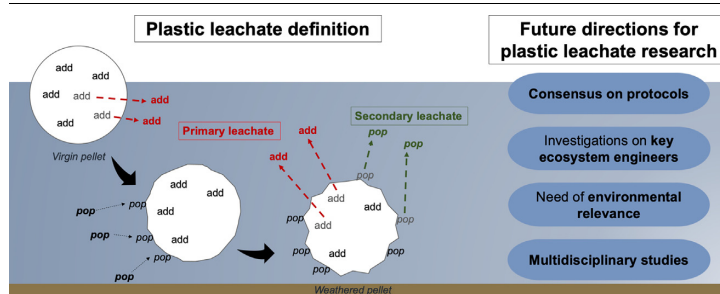 Plastic leachate definition
Future directions for
plastic leachate research
add
add
add
add
add
add
add
add
Virgin pellet
Primary leachate
Secondary leachate
add
add
pop
pop
pop
pop
add
add
add
add
pop
pop
pop
pop
pop
pop
add
add
add
add
pop
pop
pop
pop
pop
Weathered pellet
Consensus on protocols
Investigations on key
ecosystem engineers
Need of environmental
relevance
Multidisciplinary studies